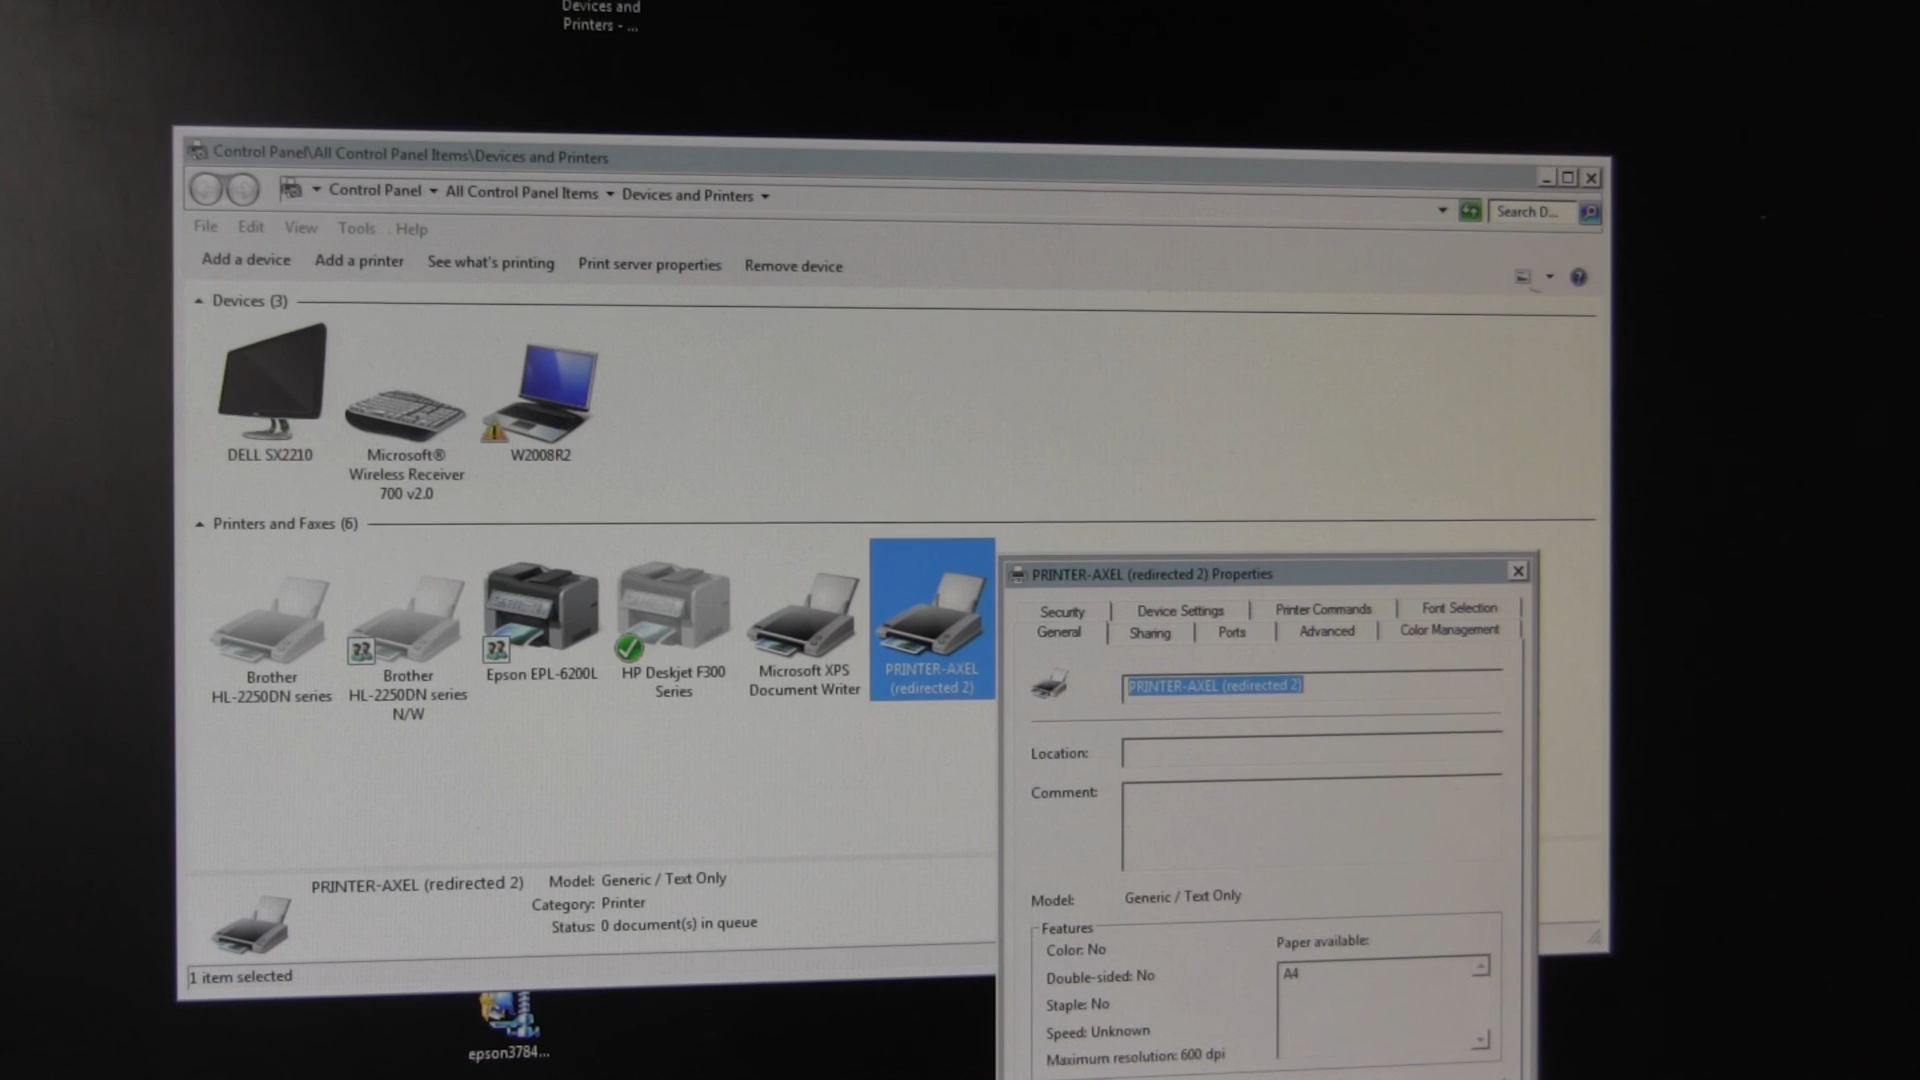 Devices and
Printers - ...
Control Panel\All Control Panel Items\Devices and Printers
Control Panel All Control Panel Items Devices and Printers
Search D...
File Edit View Tools Help
Add a device Add a printer See what's printing Print server properties Remove device
Devices (3)
DELL SX2210
Microsoft®
Wireless Receiver
700 v2.0
W2008R2
Printers and Faxes (6)
Brother
HL-2250DN series
Brother
HL-2250DN series
N/W
Epson EPL-6200L
HP Deskjet F300
Series
Microsoft XPS
Document Writer
PRINTER-AXEL
(redirected 2)
PRINTER-AXEL (redirected 2) Properties
Security Device Settings Printer Commands Font Selection
General Sharing Ports Advanced Color Management
PRINTER-AXEL (redirected 2)
Location:
Comment:
Model: Generic / Text Only
Features
Color: No
Double-sided: No
Staple: No
Speed: Unknown
Maximum resolution: 600 dpi
Paper available:
A4
PRINTER-AXEL (redirected 2)
Model: Generic / Text Only
Category: Printer
Status: 0 document(s) in queue
1 item selected
epson3784...